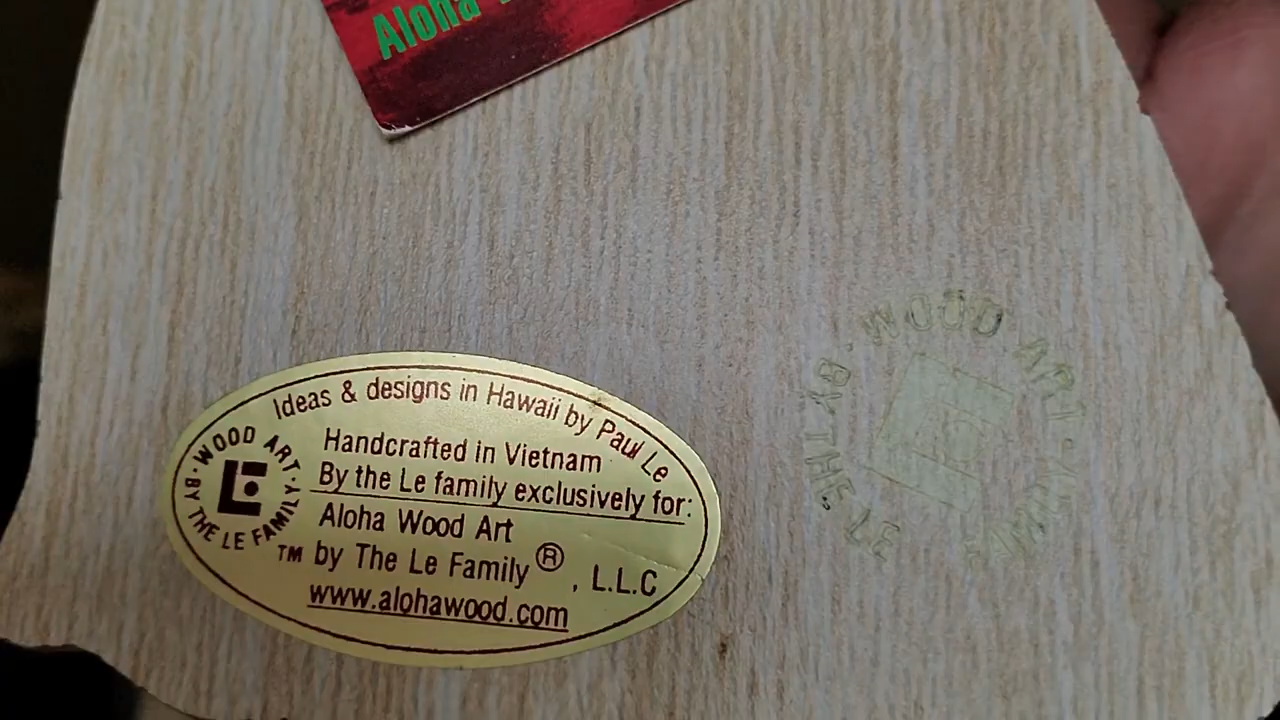 Aloha
Ideas & designs in Hawaii by Paul Le
· WOOD ART · BY THE LE FAMILY
Handcrafted in Vietnam
By the Le family exclusively for:
Aloha Wood Art
TM by The Le Family ® , L.L.C
www.alohawood.com
· WOOD ART · BY THE LE FAMILY